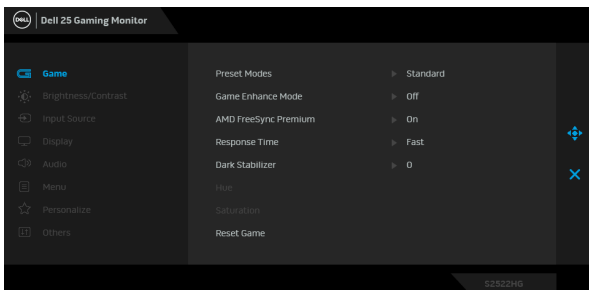 DELL Dell 25 Gaming Monitor
Game
Brightness/Contrast
Input Source
Display
Audio
Menu
Personalize
Others
Preset Modes Standard
Game Enhance Mode Off
AMD FreeSync Premium On
Response Time Fast
Dark Stabilizer 0
Hue
Saturation
Reset Game
S2522HG